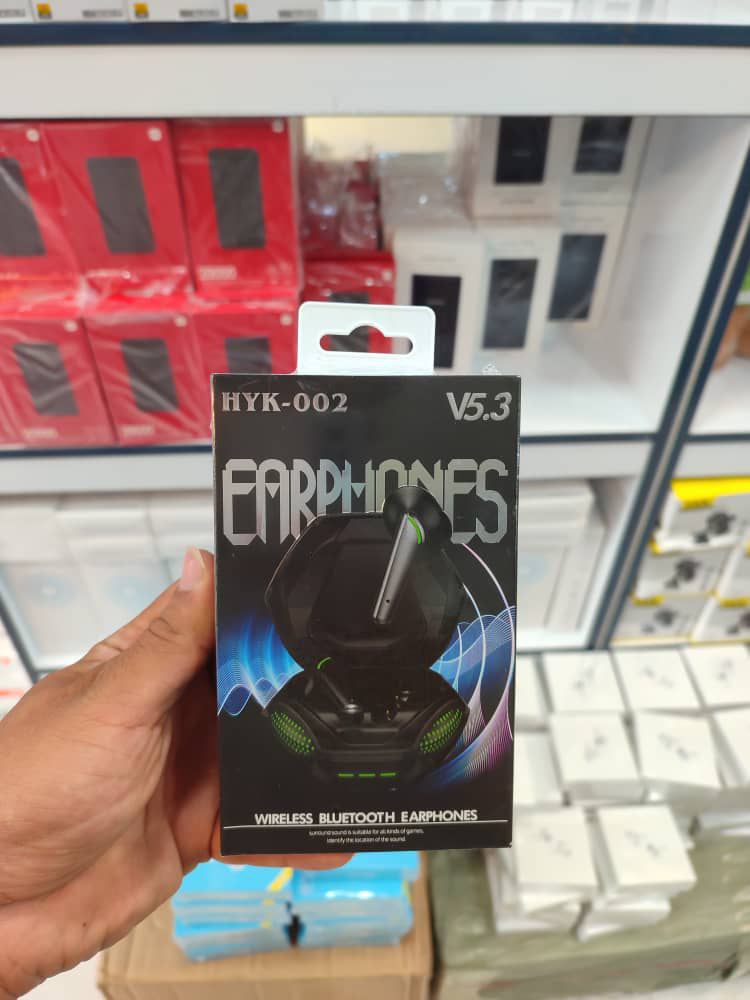 HYK-002
V5.3
EARPHONES
WIRELESS BLUETOOTH EARPHONES
surround sound is suitable for all kinds of games,
identify the location of the sound.